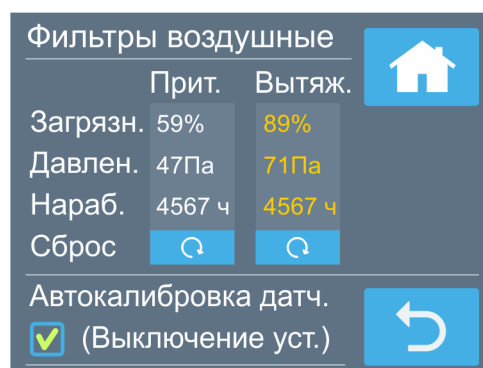 Фильтры воздушные
Прит. Вытяж.
Загрязн. 59% 89%
Давлен. 47Па 71Па
Нараб. 4567 ч 4567 ч
Сброс
Автокалибровка датч.
(Выключение уст.)